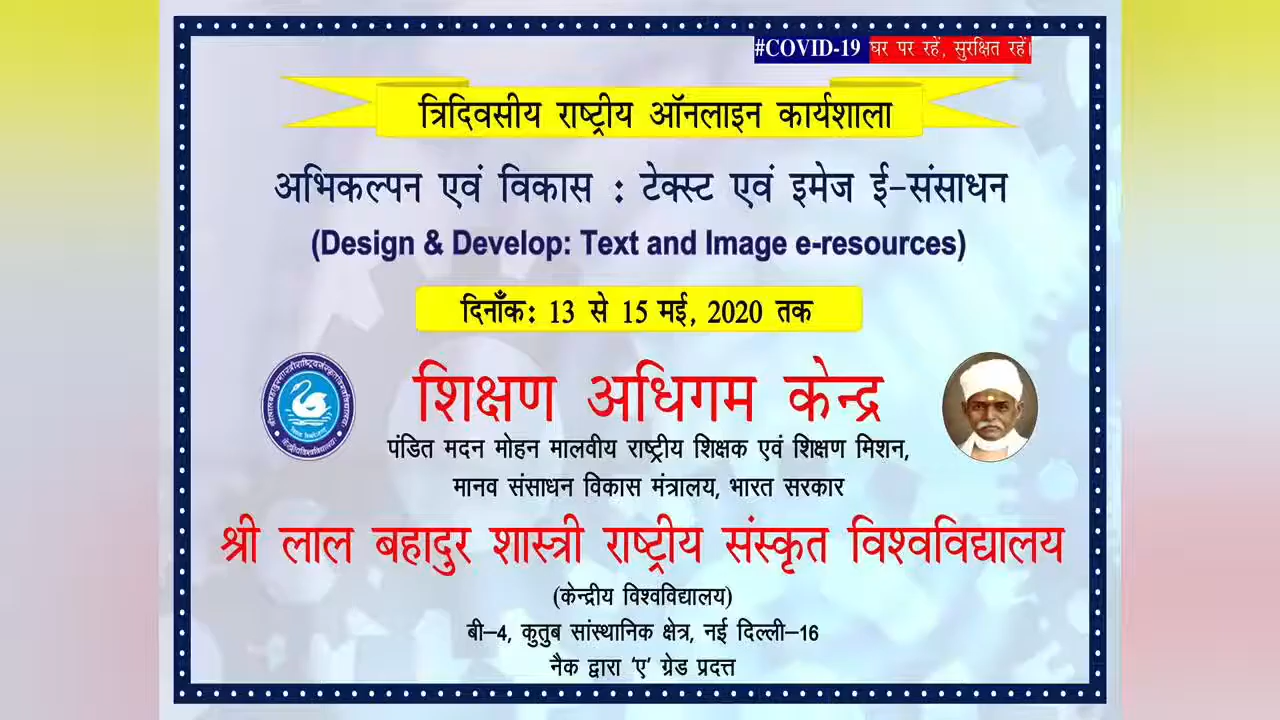 #COVID-19 घर पर रहें, सुरक्षित रहें।
त्रिदिवसीय राष्ट्रीय ऑनलाइन कार्यशाला
अभिकल्पन एवं विकास : टेक्स्ट एवं इमेज ई-संसाधन
(Design & Develop: Text and Image e-resources)
दिनाँक: 13 से 15 मई, 2020 तक
शिक्षण अधिगम केन्द्र
पंडित मदन मोहन मालवीय राष्ट्रीय शिक्षक एवं शिक्षण मिशन,
मानव संसाधन विकास मंत्रालय, भारत सरकार
श्री लाल बहादुर शास्त्री राष्ट्रीय संस्कृत विश्वविद्यालय
(केन्द्रीय विश्वविद्यालय)
बी–4, कुतुब सांस्थानिक क्षेत्र, नई दिल्ली–16
नैक द्वारा 'ए' ग्रेड प्रदत्त